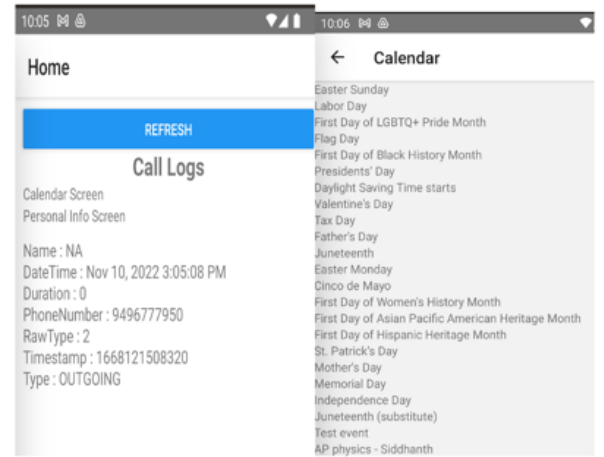 10:05
Home
REFRESH
Call Logs
Calendar Screen
Personal Info Screen
Name : NA
DateTime : Nov 10, 2022 3:05:08 PM
Duration : 0
PhoneNumber : 9496777950
RawType : 2
Timestamp : 1668121508320
Type : OUTGOING
10:06
Calendar
Easter Sunday
Labor Day
First Day of LGBTQ+ Pride Month
Flag Day
First Day of Black History Month
Presidents' Day
Daylight Saving Time starts
Valentine's Day
Tax Day
Father's Day
Juneteenth
Easter Monday
Cinco de Mayo
First Day of Women's History Month
First Day of Asian Pacific American Heritage Month
First Day of Hispanic Heritage Month
St. Patrick's Day
Mother's Day
Memorial Day
Independence Day
Juneteenth (substitute)
Test event
AP physics - Siddhanth